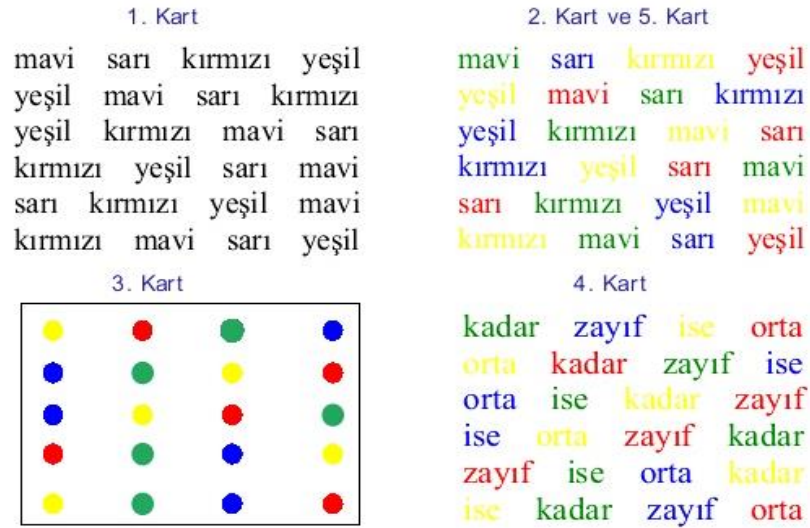 1. Kart
mavi sarı kırmızı yeşil
yeşil mavi sarı kırmızı
yeşil kırmızı mavi sarı
kırmızı yeşil sarı mavi
sarı kırmızı yeşil mavi
kırmızı mavi sarı yeşil
2. Kart ve 5. Kart
mavi sarı kırmızı yeşil
yeşil mavi sarı kırmızı
yeşil kırmızı mavi sarı
kırmızı yeşil sarı mavi
sarı kırmızı yeşil mavi
kırmızı mavi sarı yeşil
3. Kart
4. Kart
kadar zayıf ise orta
orta kadar zayıf ise
orta ise kadar zayıf
ise orta zayıf kadar
zayıf ise orta kadar
ise kadar zayıf orta